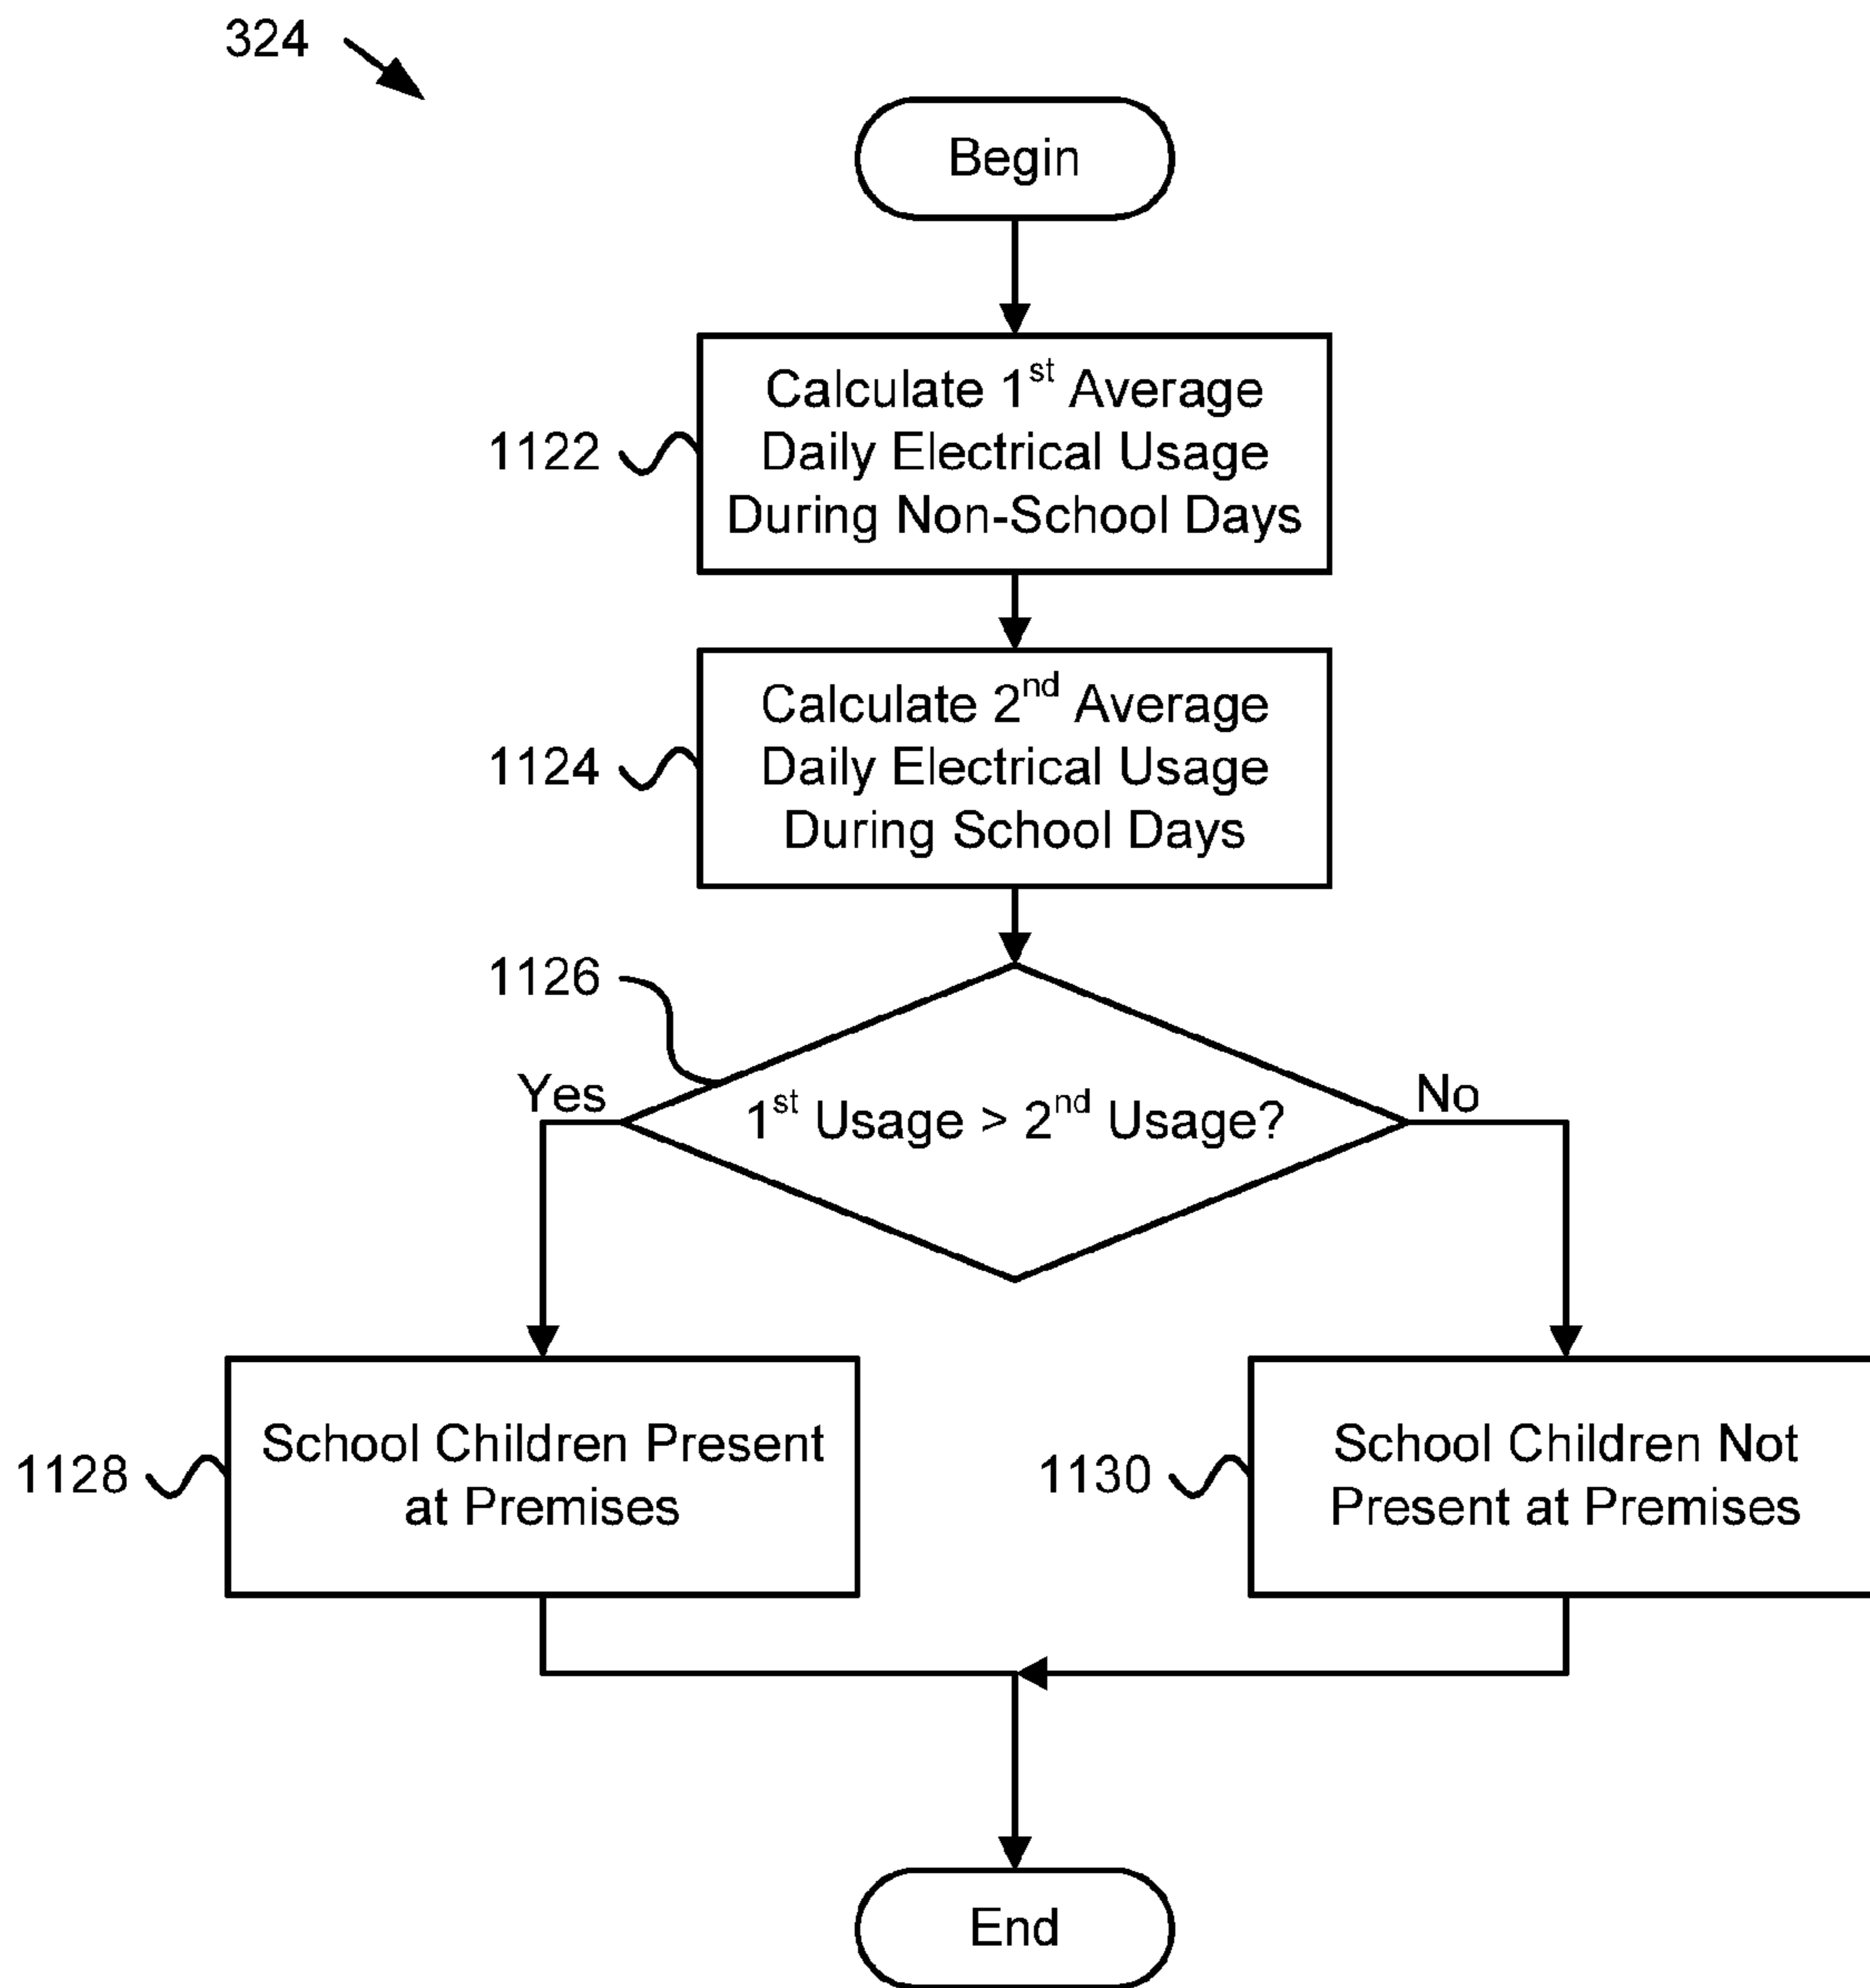 324
Begin
1122
Calculate 1st Average
Daily Electrical Usage
During Non-School Days
1124
Calculate 2nd Average
Daily Electrical Usage
During School Days
1126
Yes
1st Usage > 2nd Usage?
No
1128
School Children Present
at Premises
1130
School Children Not
Present at Premises
End